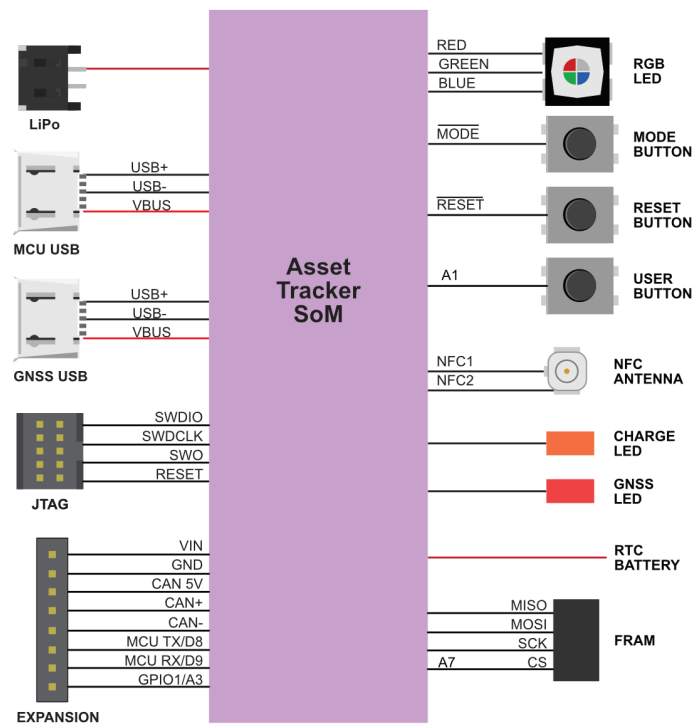 Asset
Tracker
SoM
LiPo
USB+
USB-
VBUS
MCU USB
USB+
USB-
VBUS
GNSS USB
SWDIO
SWDCLK
SWO
RESET
JTAG
VIN
GND
CAN 5V
CAN+
CAN-
MCU TX/D8
MCU RX/D9
GPIO1/A3
EXPANSION
RED
GREEN
BLUE
RGB
LED
MODE
MODE
BUTTON
RESET
RESET
BUTTON
A1
USER
BUTTON
NFC1
NFC2
NFC
ANTENNA
CHARGE
LED
GNSS
LED
RTC
BATTERY
MISO
MOSI
SCK
A7 CS
FRAM